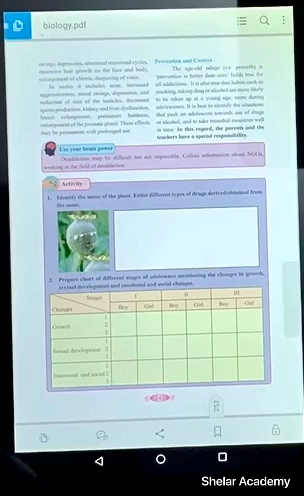 biology.pdf
swings, depression, abnormal menstrual cycles,
excessive hair growth on the face and body,
enlargement of clitoris, deepening of voice.
In males it includes acne, increased
aggressiveness, mood swings, depression, and
reduction of size of the testicles, decreased
sperm production, kidney and liver dysfunction,
breast enlargement, premature baldness,
enlargement of the prostate gland. These effects
may be permanent with prolonged use.
Prevention and Control
The age-old adage (i.e. proverb) is
'prevention is better than cure' holds true for
all addictions. It is also true that habits such as
smoking, taking drug or alcohol are more likely
to be taken up at a young age, more during
adolescence. It is best to identify the situations
that push an adolescent towards use of drugs
or alcohol, and to take remedial measures well
in time. In this regard, the parents and the
teachers have a special responsibility.
Use your brain power
Deaddiction may be difficult but not impossible. Collect information about NGOs,
working in the field of deaddiction.
Activity :
1. Identify the name of the plant. Enlist different types of drugs derived/obtained from
the same.
2. Prepare chart of different stages of adolescence mentioning the changes in growth,
sexual development and emotional and social changes.
Stages I II III
Changes Boy Girl Boy Girl Boy Girl
1.
Growth 2.
3.
1.
Sexual development 2.
3.
1.
Emotional and social 2.
3.
252
Shelar Academy